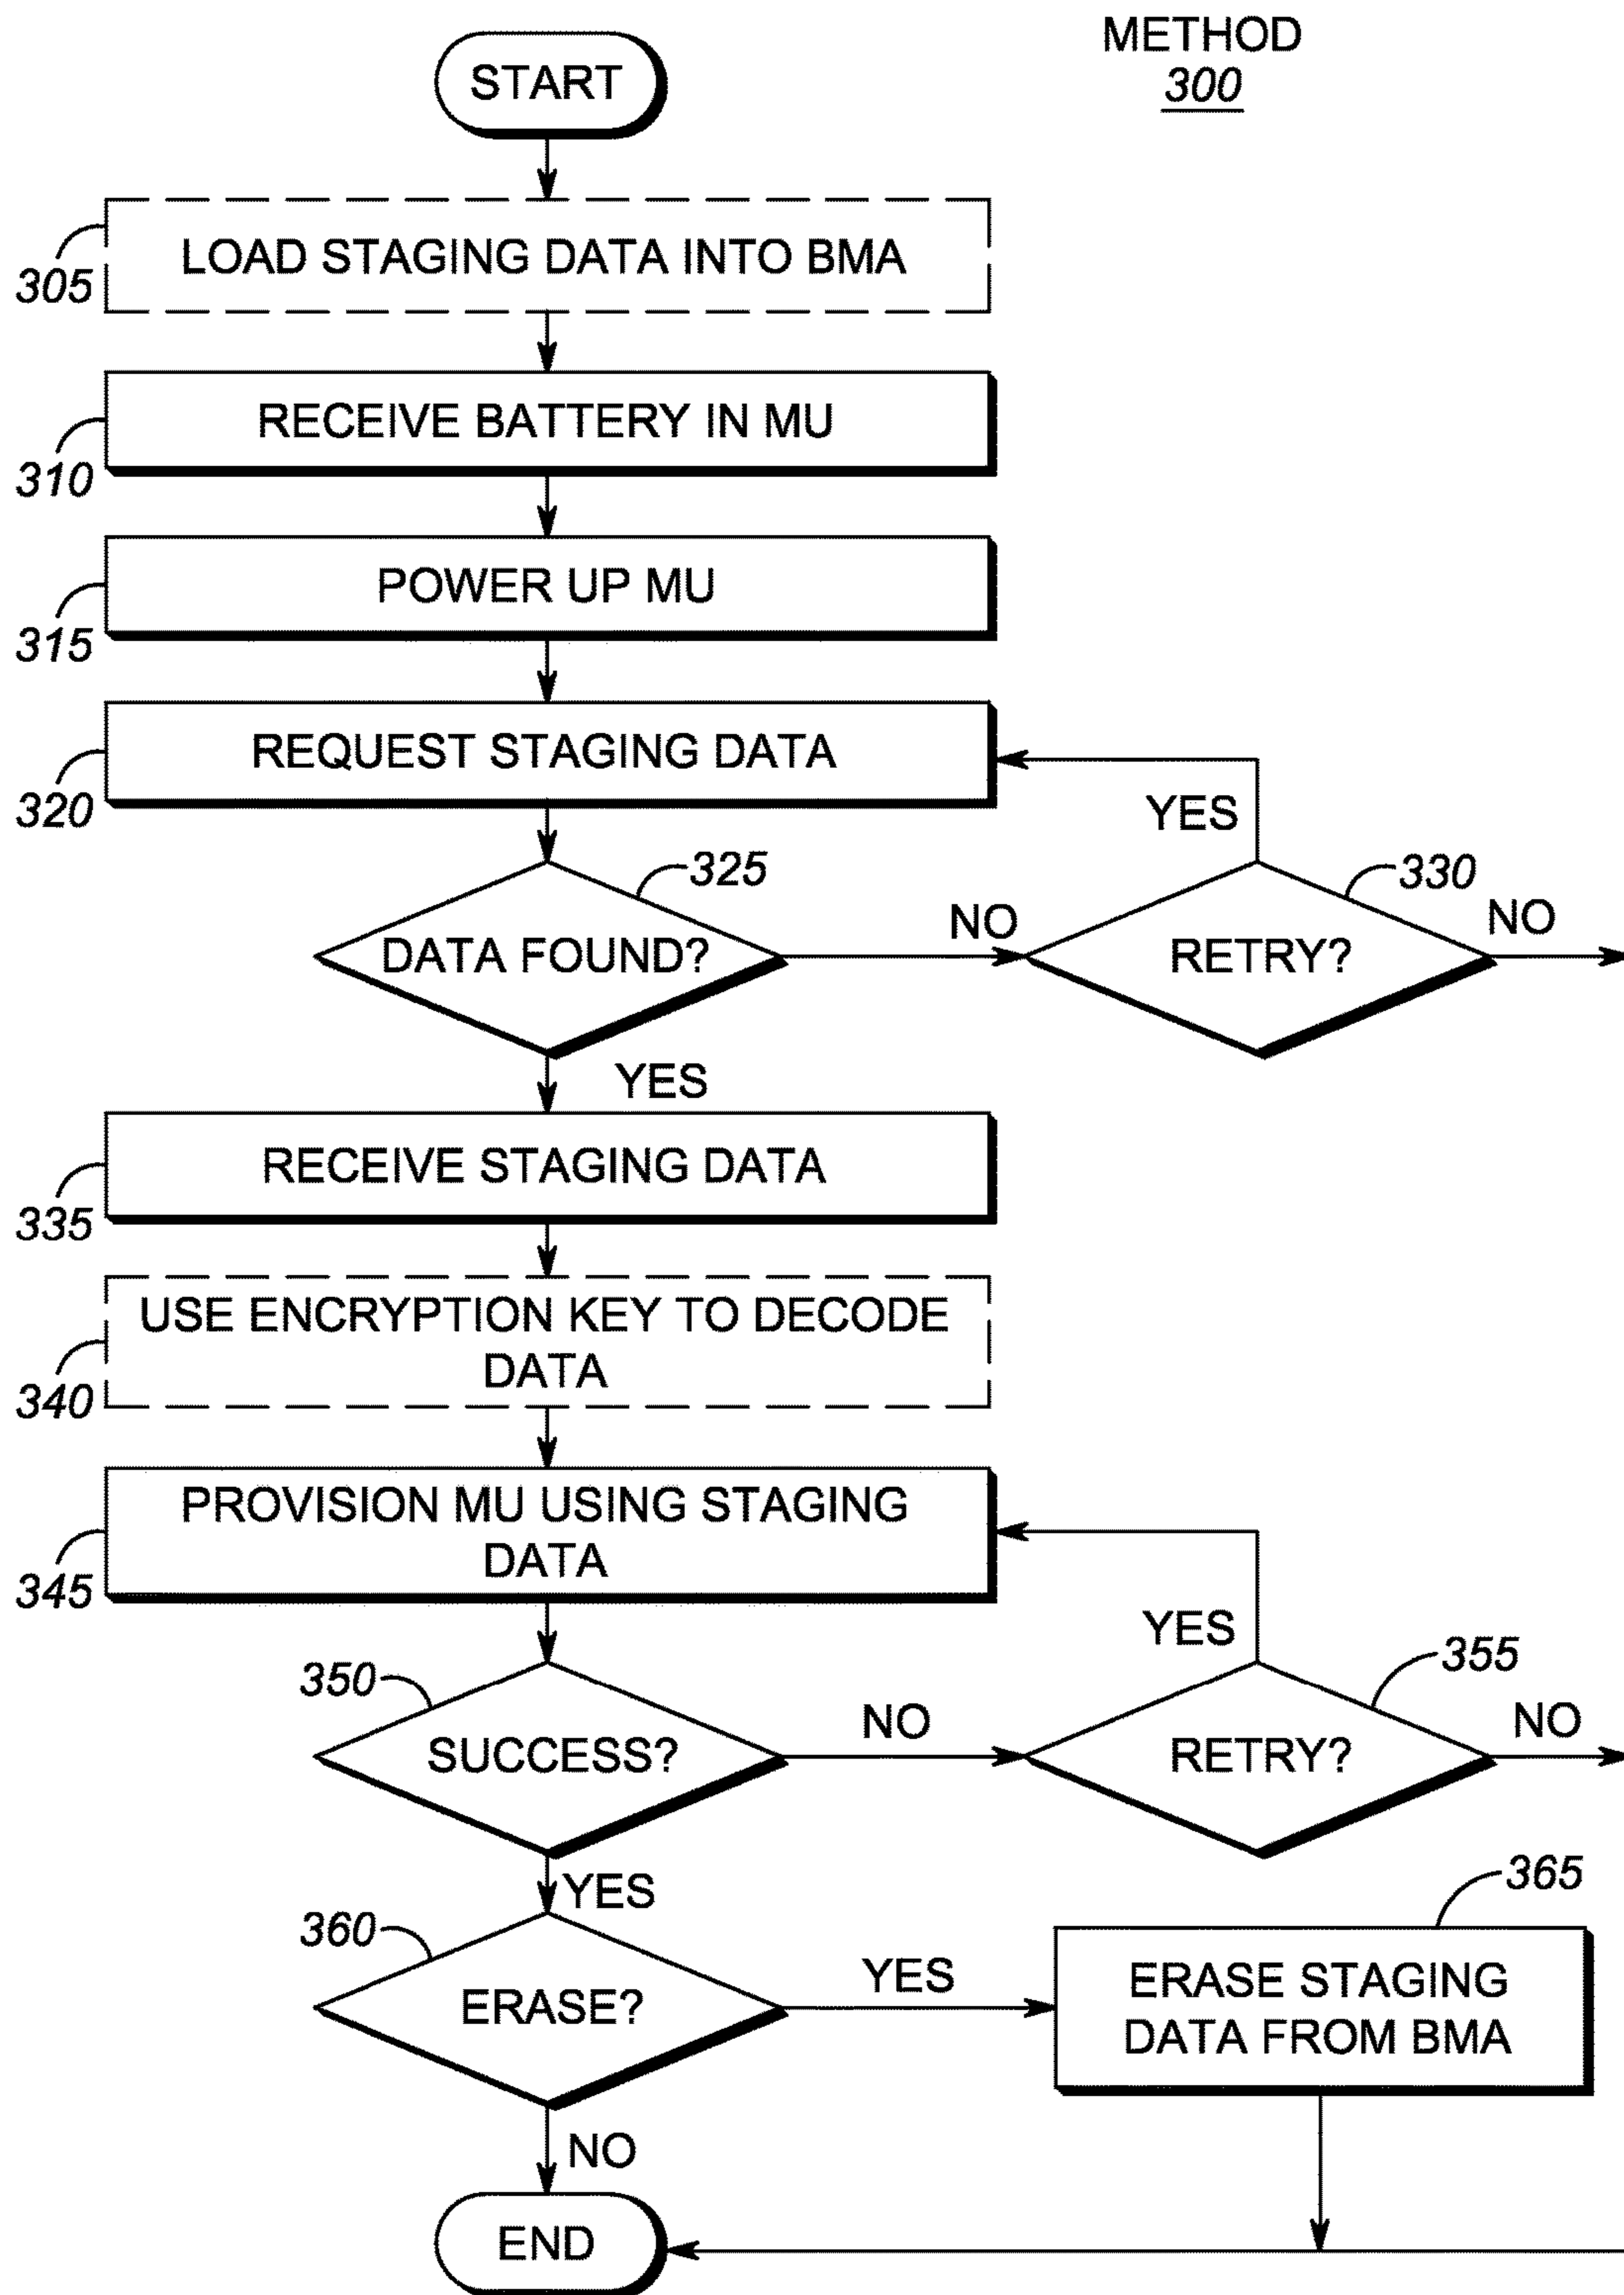 METHOD
300
START
LOAD STAGING DATA INTO BMA
305
RECEIVE BATTERY IN MU
310
POWER UP MU
315
REQUEST STAGING DATA
320
YES
325
330
NO
NO
DATA FOUND?
RETRY?
YES
RECEIVE STAGING DATA
335
USE ENCRYPTION KEY TO DECODE
DATA
340
PROVISION MU USING STAGING
DATA
345
YES
350
355
NO
NO
SUCCESS?
RETRY?
YES
365
360
YES
ERASE?
ERASE STAGING
DATA FROM BMA
NO
END